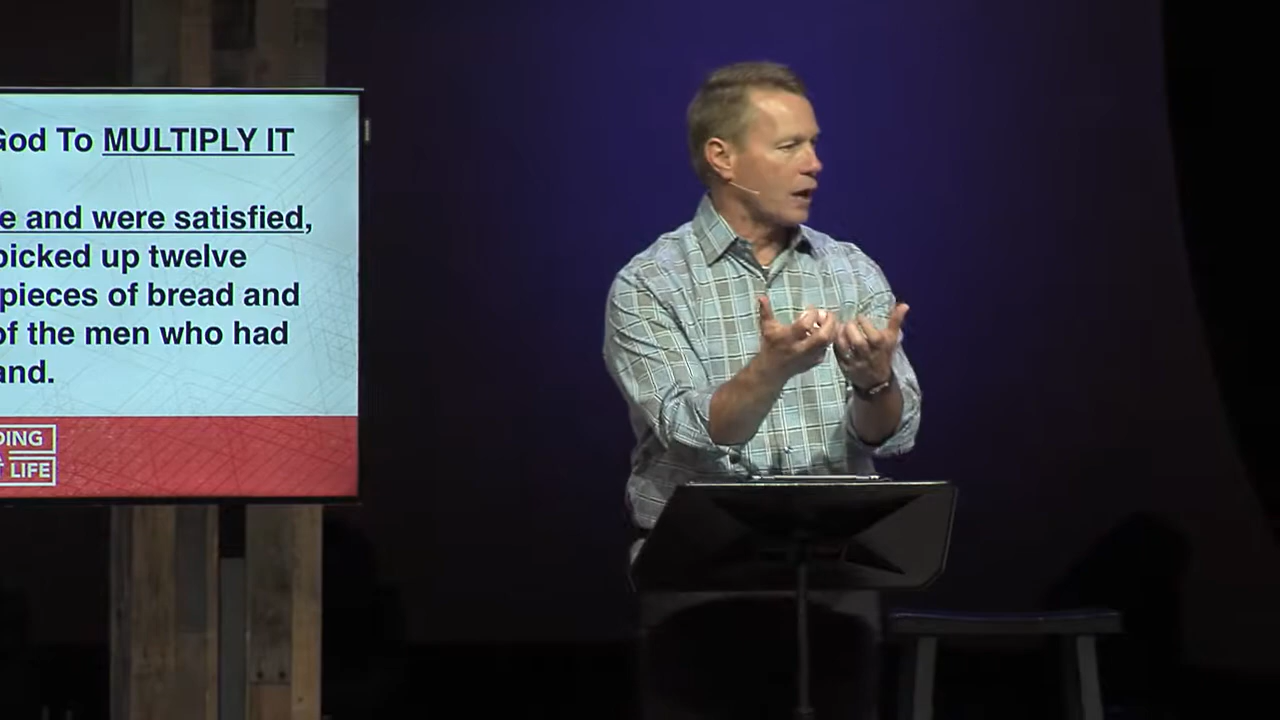 God To MULTIPLY IT
e and were satisfied,
picked up twelve
pieces of bread and
of the men who had
and.
DING
LIFE